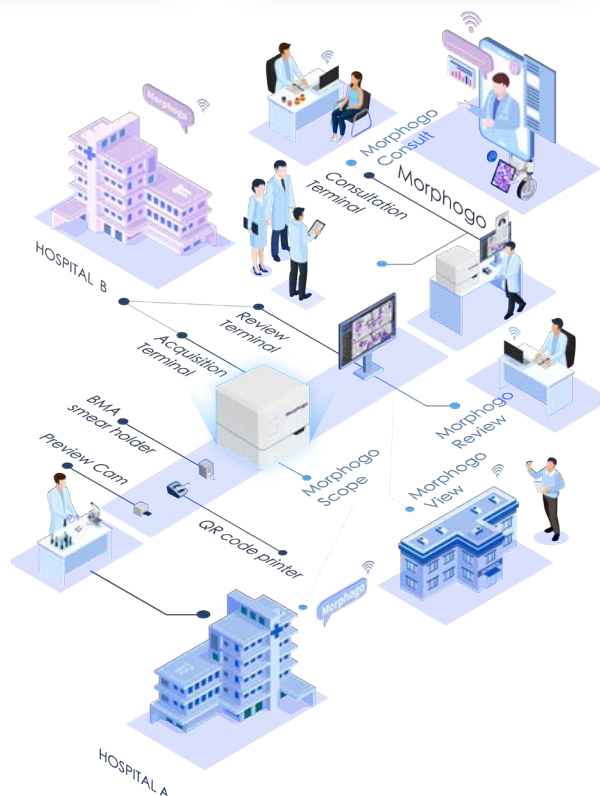 Morphogo
Morphogo
Consult
Consultation
Terminal
Morphogo
HOSPITAL B
Review
Terminal
Acquisition
Terminal
morphogo
BMA
smear holder
Morphogo
Review
Preview Cam
Morphogo
Scope
Morphogo
View
QR code printer
Morphogo
HOSPITAL A